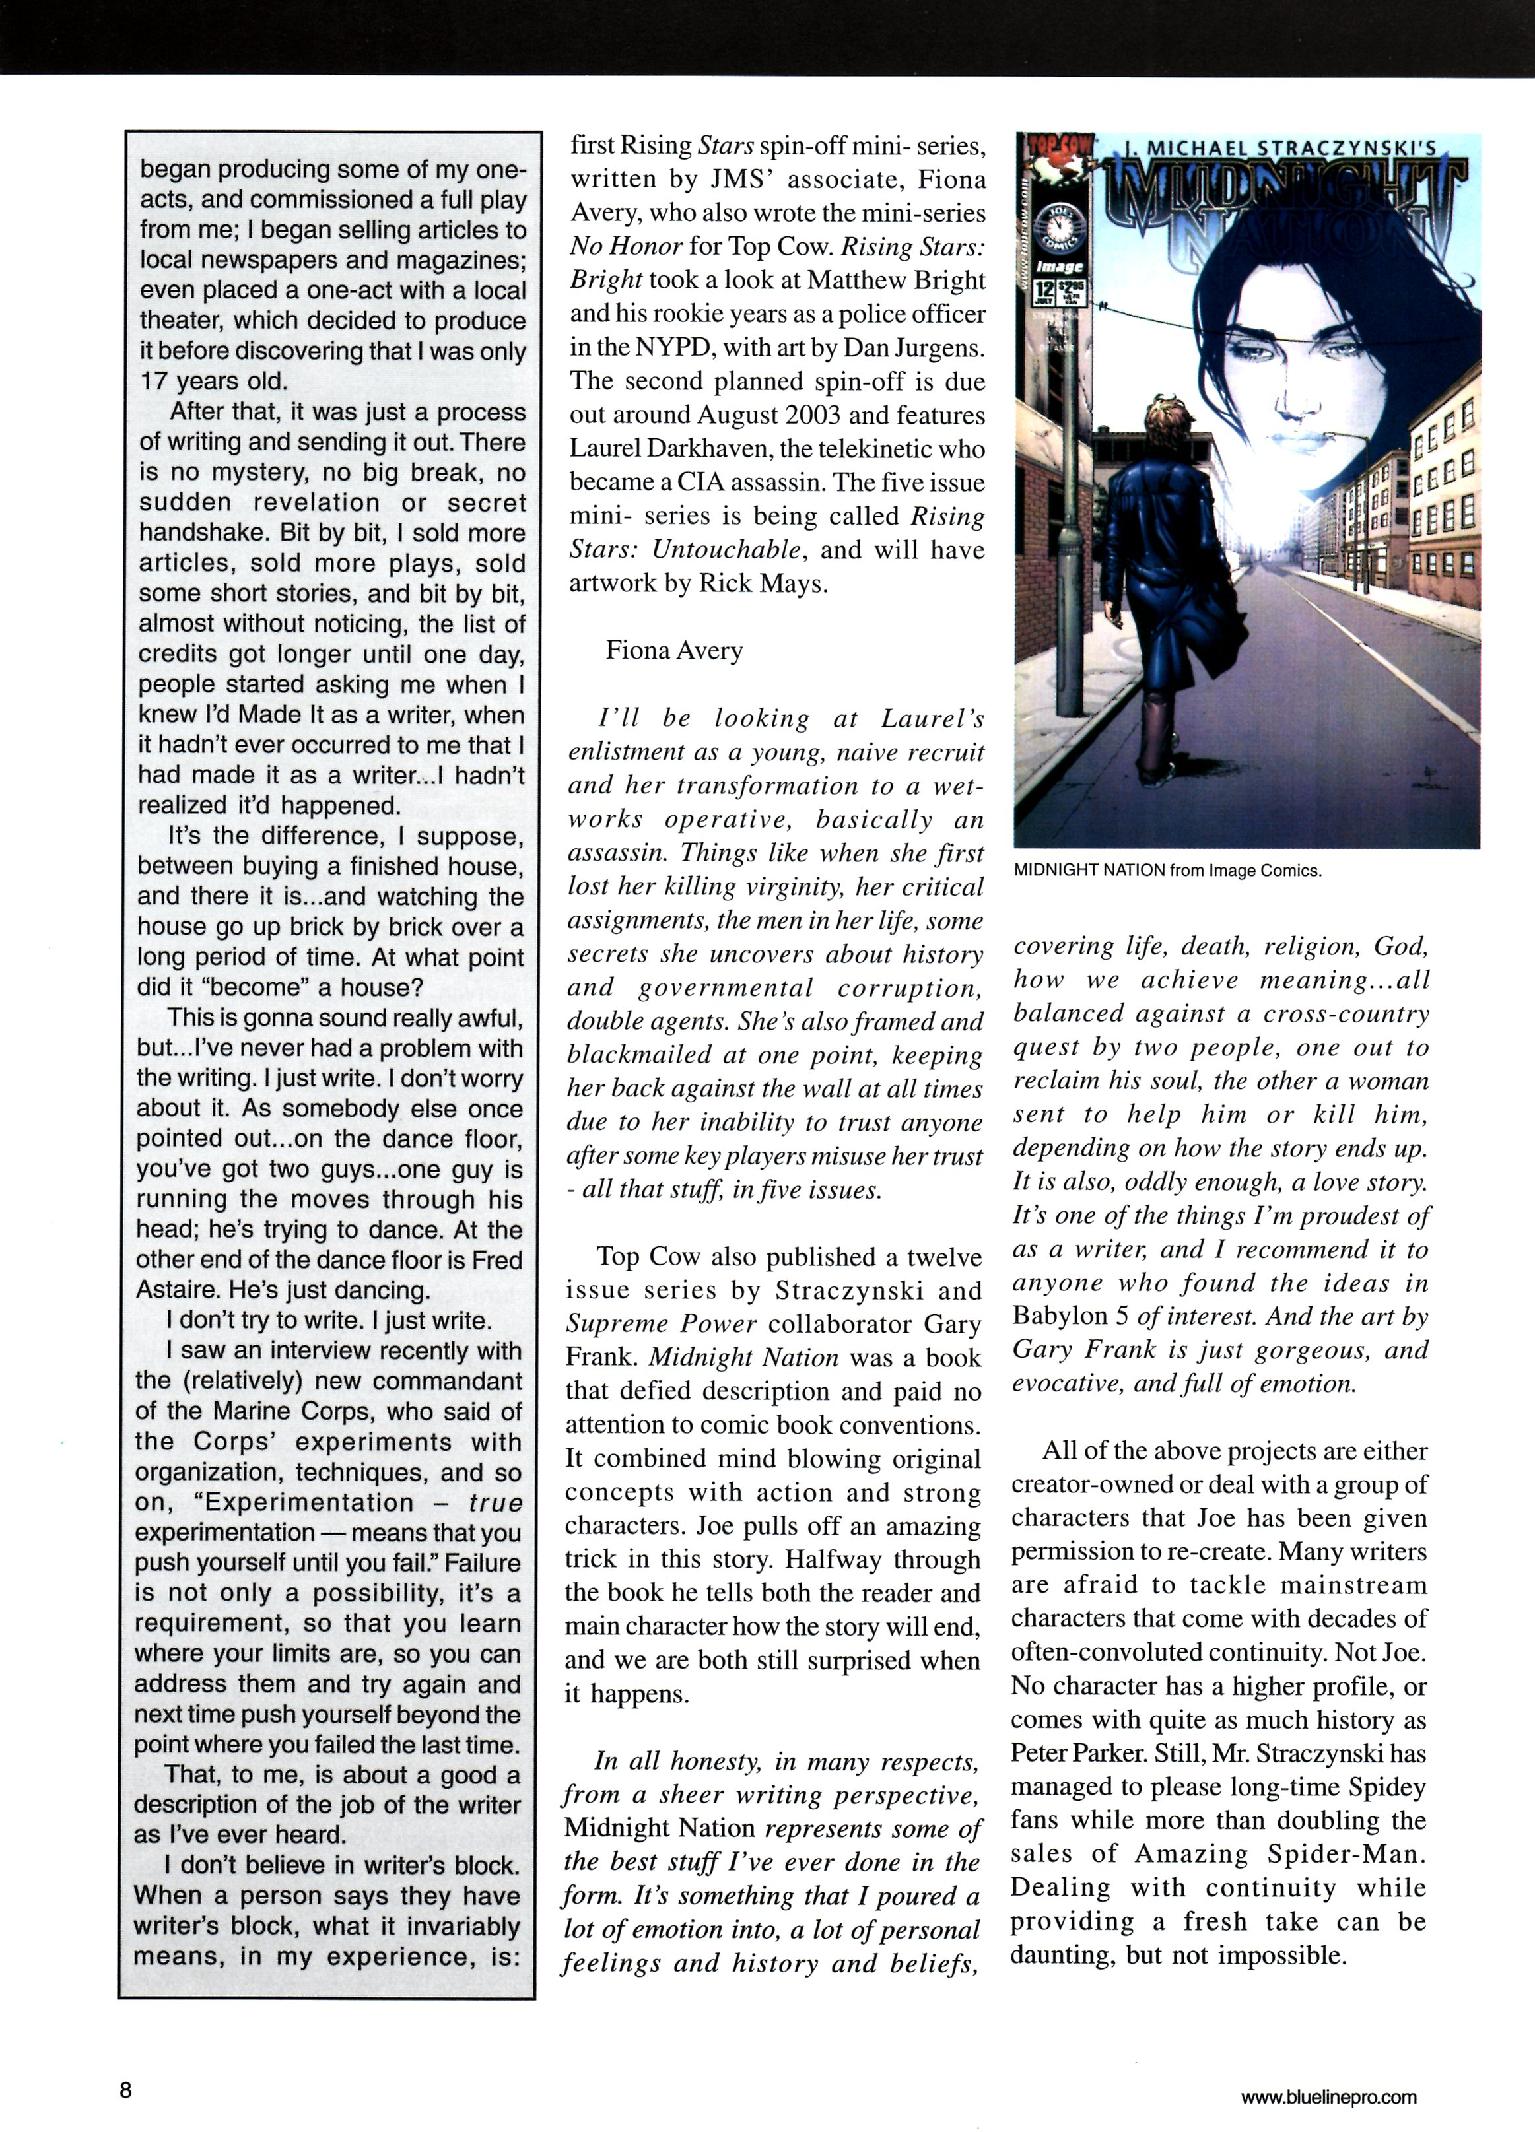 began producing some of my one-
acts, and commissioned a full play
from me; I began selling articles to
local newspapers and magazines;
even placed a one-act with a local
theater, which decided to produce
it before discovering that I was only
17 years old.
After that, it was just a process
of writing and sending it out. There
is no mystery, no big break, no
sudden revelation or secret
handshake. Bit by bit, I sold more
articles, sold more plays, sold
some short stories, and bit by bit,
almost without noticing, the list of
credits got longer until one day,
people started asking me when I
knew I'd Made It as a writer, when
it hadn't ever occurred to me that I
had made it as a writer...I hadn't
realized it'd happened.
It's the difference, I suppose,
between buying a finished house,
and there it is...and watching the
house go up brick by brick over a
long period of time. At what point
did it "become" a house?
This is gonna sound really awful,
but...I've never had a problem with
the writing. I just write. I don't worry
about it. As somebody else once
pointed out...on the dance floor,
you've got two guys...one guy is
running the moves through his
head; he's trying to dance. At the
other end of the dance floor is Fred
Astaire. He's just dancing.
I don't try to write. I just write.
I saw an interview recently with
the (relatively) new commandant
of the Marine Corps, who said of
the Corps' experiments with
organization, techniques, and so
on, "Experimentation – true
experimentation — means that you
push yourself until you fail." Failure
is not only a possibility, it's a
requirement, so that you learn
where your limits are, so you can
address them and try again and
next time push yourself beyond the
point where you failed the last time.
That, to me, is about a good a
description of the job of the writer
as I've ever heard.
I don't believe in writer's block.
When a person says they have
writer's block, what it invariably
means, in my experience, is:
first Rising Stars spin-off mini- series,
written by JMS' associate, Fiona
Avery, who also wrote the mini-series
No Honor for Top Cow. Rising Stars:
Bright took a look at Matthew Bright
and his rookie years as a police officer
in the NYPD, with art by Dan Jurgens.
The second planned spin-off is due
out around August 2003 and features
Laurel Darkhaven, the telekinetic who
became a CIA assassin. The five issue
mini- series is being called Rising
Stars: Untouchable, and will have
artwork by Rick Mays.
Fiona Avery
I'll be looking at Laurel's
enlistment as a young, naive recruit
and her transformation to a wet-
works operative, basically an
assassin. Things like when she first
lost her killing virginity, her critical
assignments, the men in her life, some
secrets she uncovers about history
and governmental corruption,
double agents. She's also framed and
blackmailed at one point, keeping
her back against the wall at all times
due to her inability to trust anyone
after some key players misuse her trust
- all that stuff, in five issues.
Top Cow also published a twelve
issue series by Straczynski and
Supreme Power collaborator Gary
Frank. Midnight Nation was a book
that defied description and paid no
attention to comic book conventions.
It combined mind blowing original
concepts with action and strong
characters. Joe pulls off an amazing
trick in this story. Halfway through
the book he tells both the reader and
main character how the story will end,
and we are both still surprised when
it happens.
In all honesty, in many respects,
from a sheer writing perspective,
Midnight Nation represents some of
the best stuff I've ever done in the
form. It's something that I poured a
lot of emotion into, a lot of personal
feelings and history and beliefs,
TOP COW
J. MICHAEL STRACZYNSKI'S
MIDNIGHT
NATION
JOE'S
COMICS
image
12 $2.95
JULY
MIDNIGHT NATION from Image Comics.
covering life, death, religion, God,
how we achieve meaning...all
balanced against a cross-country
quest by two people, one out to
reclaim his soul, the other a woman
sent to help him or kill him,
depending on how the story ends up.
It is also, oddly enough, a love story.
It's one of the things I'm proudest of
as a writer, and I recommend it to
anyone who found the ideas in
Babylon 5 of interest. And the art by
Gary Frank is just gorgeous, and
evocative, and full of emotion.
All of the above projects are either
creator-owned or deal with a group of
characters that Joe has been given
permission to re-create. Many writers
are afraid to tackle mainstream
characters that come with decades of
often-convoluted continuity. Not Joe.
No character has a higher profile, or
comes with quite as much history as
Peter Parker. Still, Mr. Straczynski has
managed to please long-time Spidey
fans while more than doubling the
sales of Amazing Spider-Man.
Dealing with continuity while
providing a fresh take can be
daunting, but not impossible.
8
www.bluelinepro.com